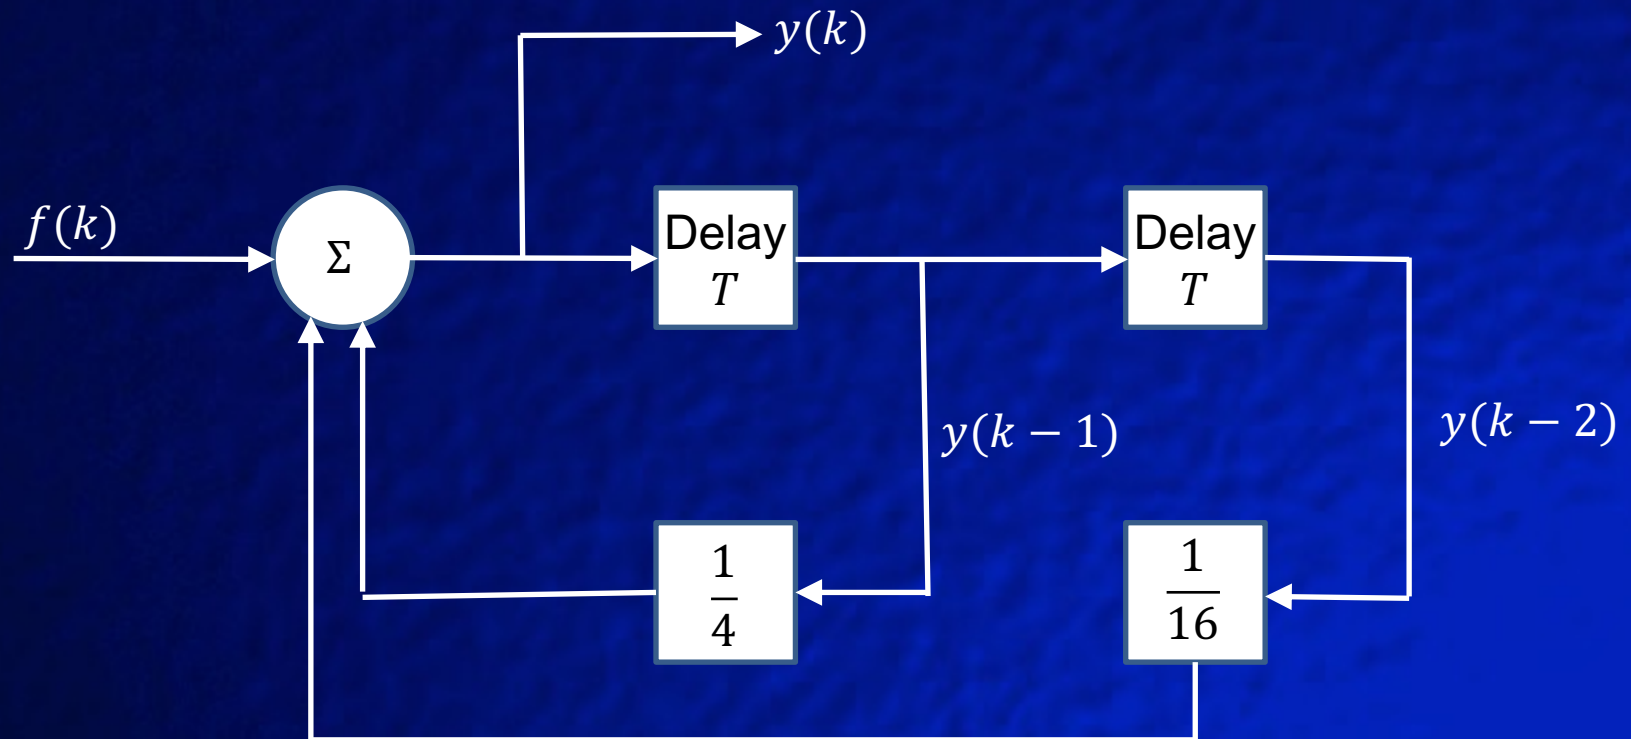 y(k)
f(k)
Σ
Delay
T
Delay
T
y(k − 1)
y(k − 2)
1
4
1
16